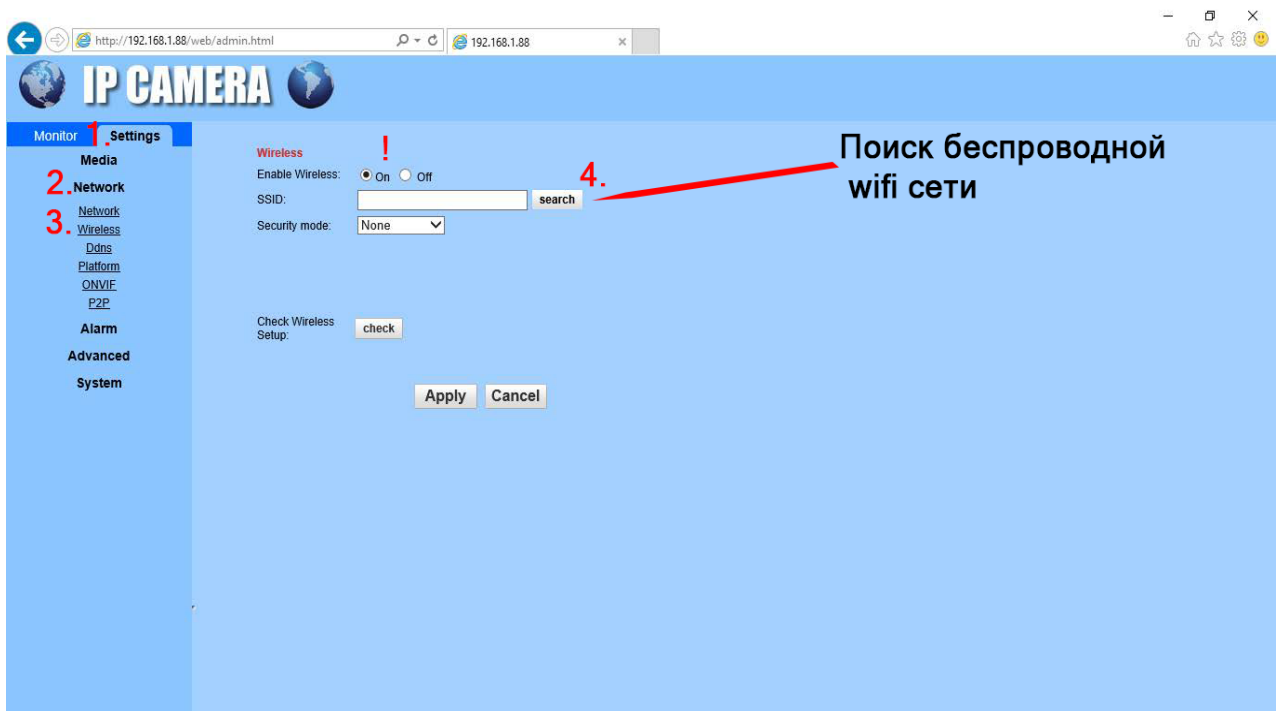 http://192.168.1.88/web/admin.html
192.168.1.88
IP CAMERA
Monitor 1. Settings
Media
2. Network
Network
3. Wireless
Ddns
Platform
ONVIF
P2P
Alarm
Advanced
System
Wireless !
Enable Wireless: On Off
SSID: search 4.
Security mode: None
Check Wireless
Setup:
check
Apply Cancel
Поиск беспроводной
wifi сети